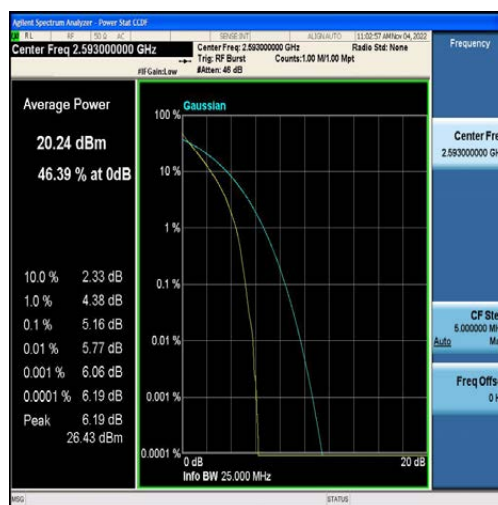 Agilent Spectrum Analyzer - Power Stat CCDF
RL RF 50 Ω AC SENSE:INT ALIGNAUTO 11:02:57 AM Nov 04, 2022
Center Freq 2.593000000 GHz
Center Freq: 2.593000000 GHz Radio Std: None
Trig: RF Burst Counts:1.00 M/1.00 Mpt
#IFGain:Low #Atten: 46 dB
Frequency
Average Power
20.24 dBm
46.39 % at 0dB
10.0 % 2.33 dB
1.0 % 4.38 dB
0.1 % 5.16 dB
0.01 % 5.77 dB
0.001 % 6.06 dB
0.0001 % 6.19 dB
Peak 6.19 dB
26.43 dBm
Gaussian
100 %
10 %
1 %
0.1 %
0.01 %
0.001 %
0.0001 %
0 dB 20 dB
Info BW 25.000 MHz
Center Fre
2.593000000 GH
CF Ste
5.000000 MH
Auto Ma
Freq Offs
0 H
MSG STATUS